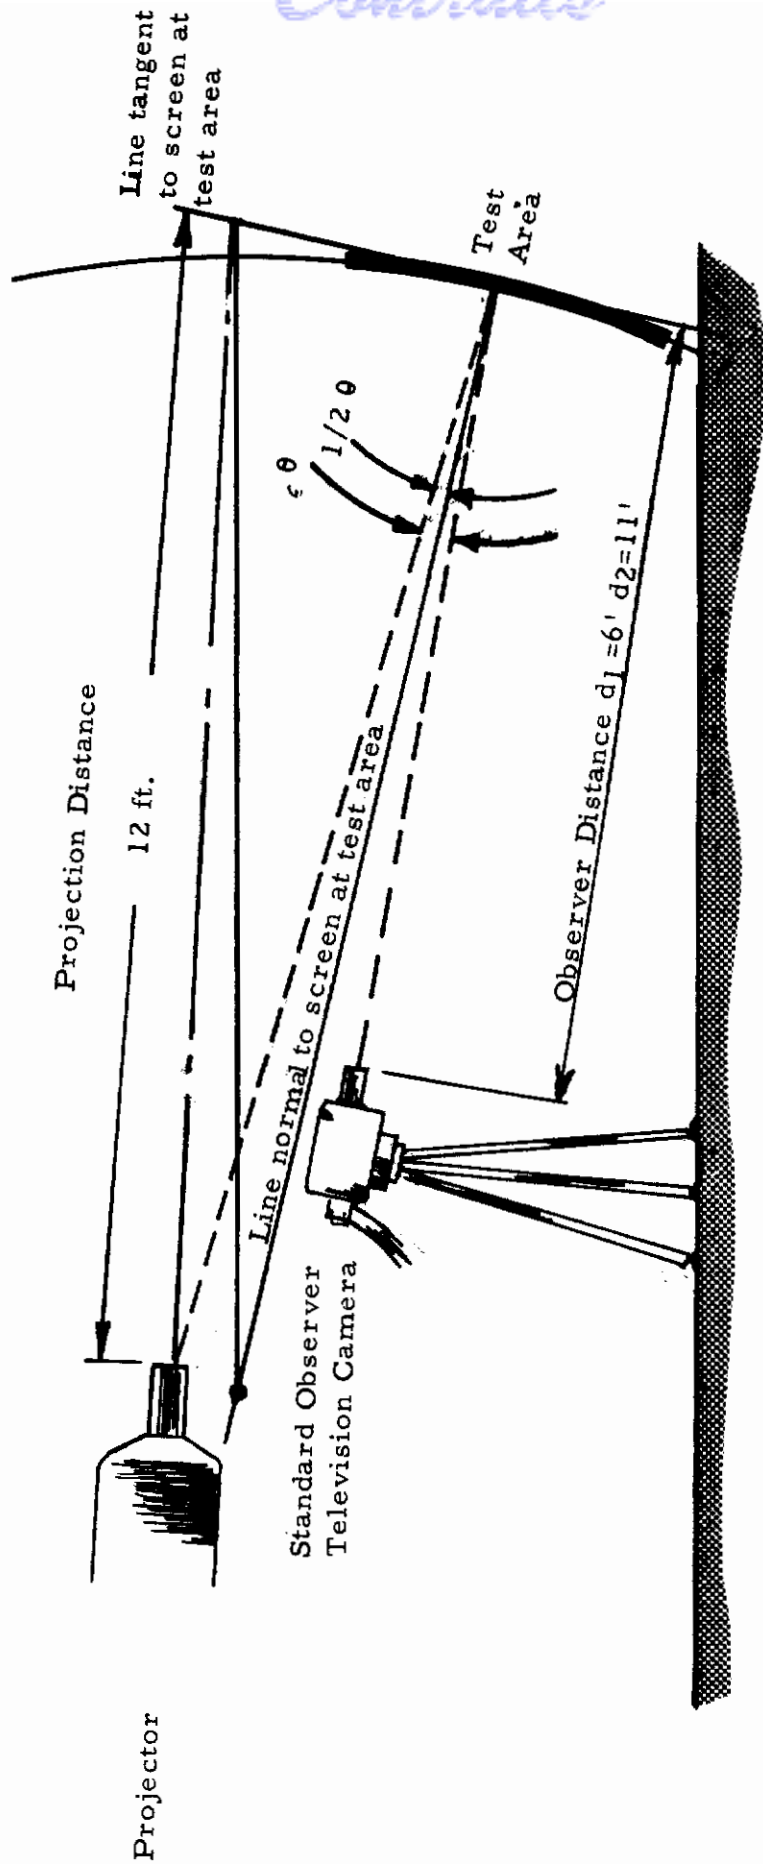 Line tangent
to screen at
test area
Projection Distance
12 ft.
Test
Area
θ
1/2 θ
Line normal to screen at test area
Observer Distance d1=6' d2=11'
Standard Observer
Television Camera
Projector